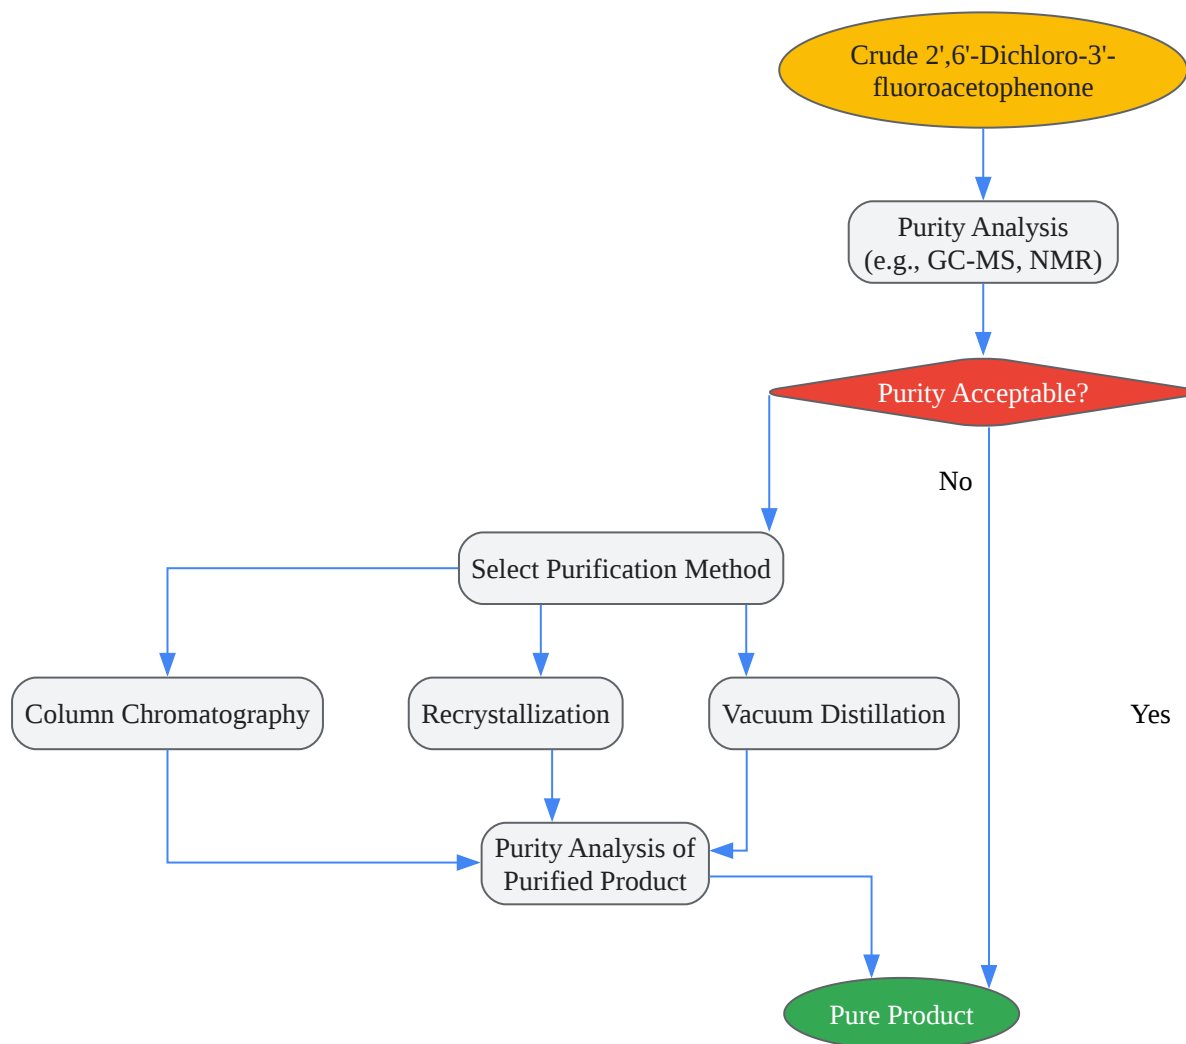 Crude 2',6'-Dichloro-3'-
fluoroacetophenone
Purity Analysis
(e.g., GC-MS, NMR)
Purity Acceptable?
No
Select Purification Method
Column Chromatography
Recrystallization
Vacuum Distillation
Yes
Purity Analysis of
Purified Product
Pure Product